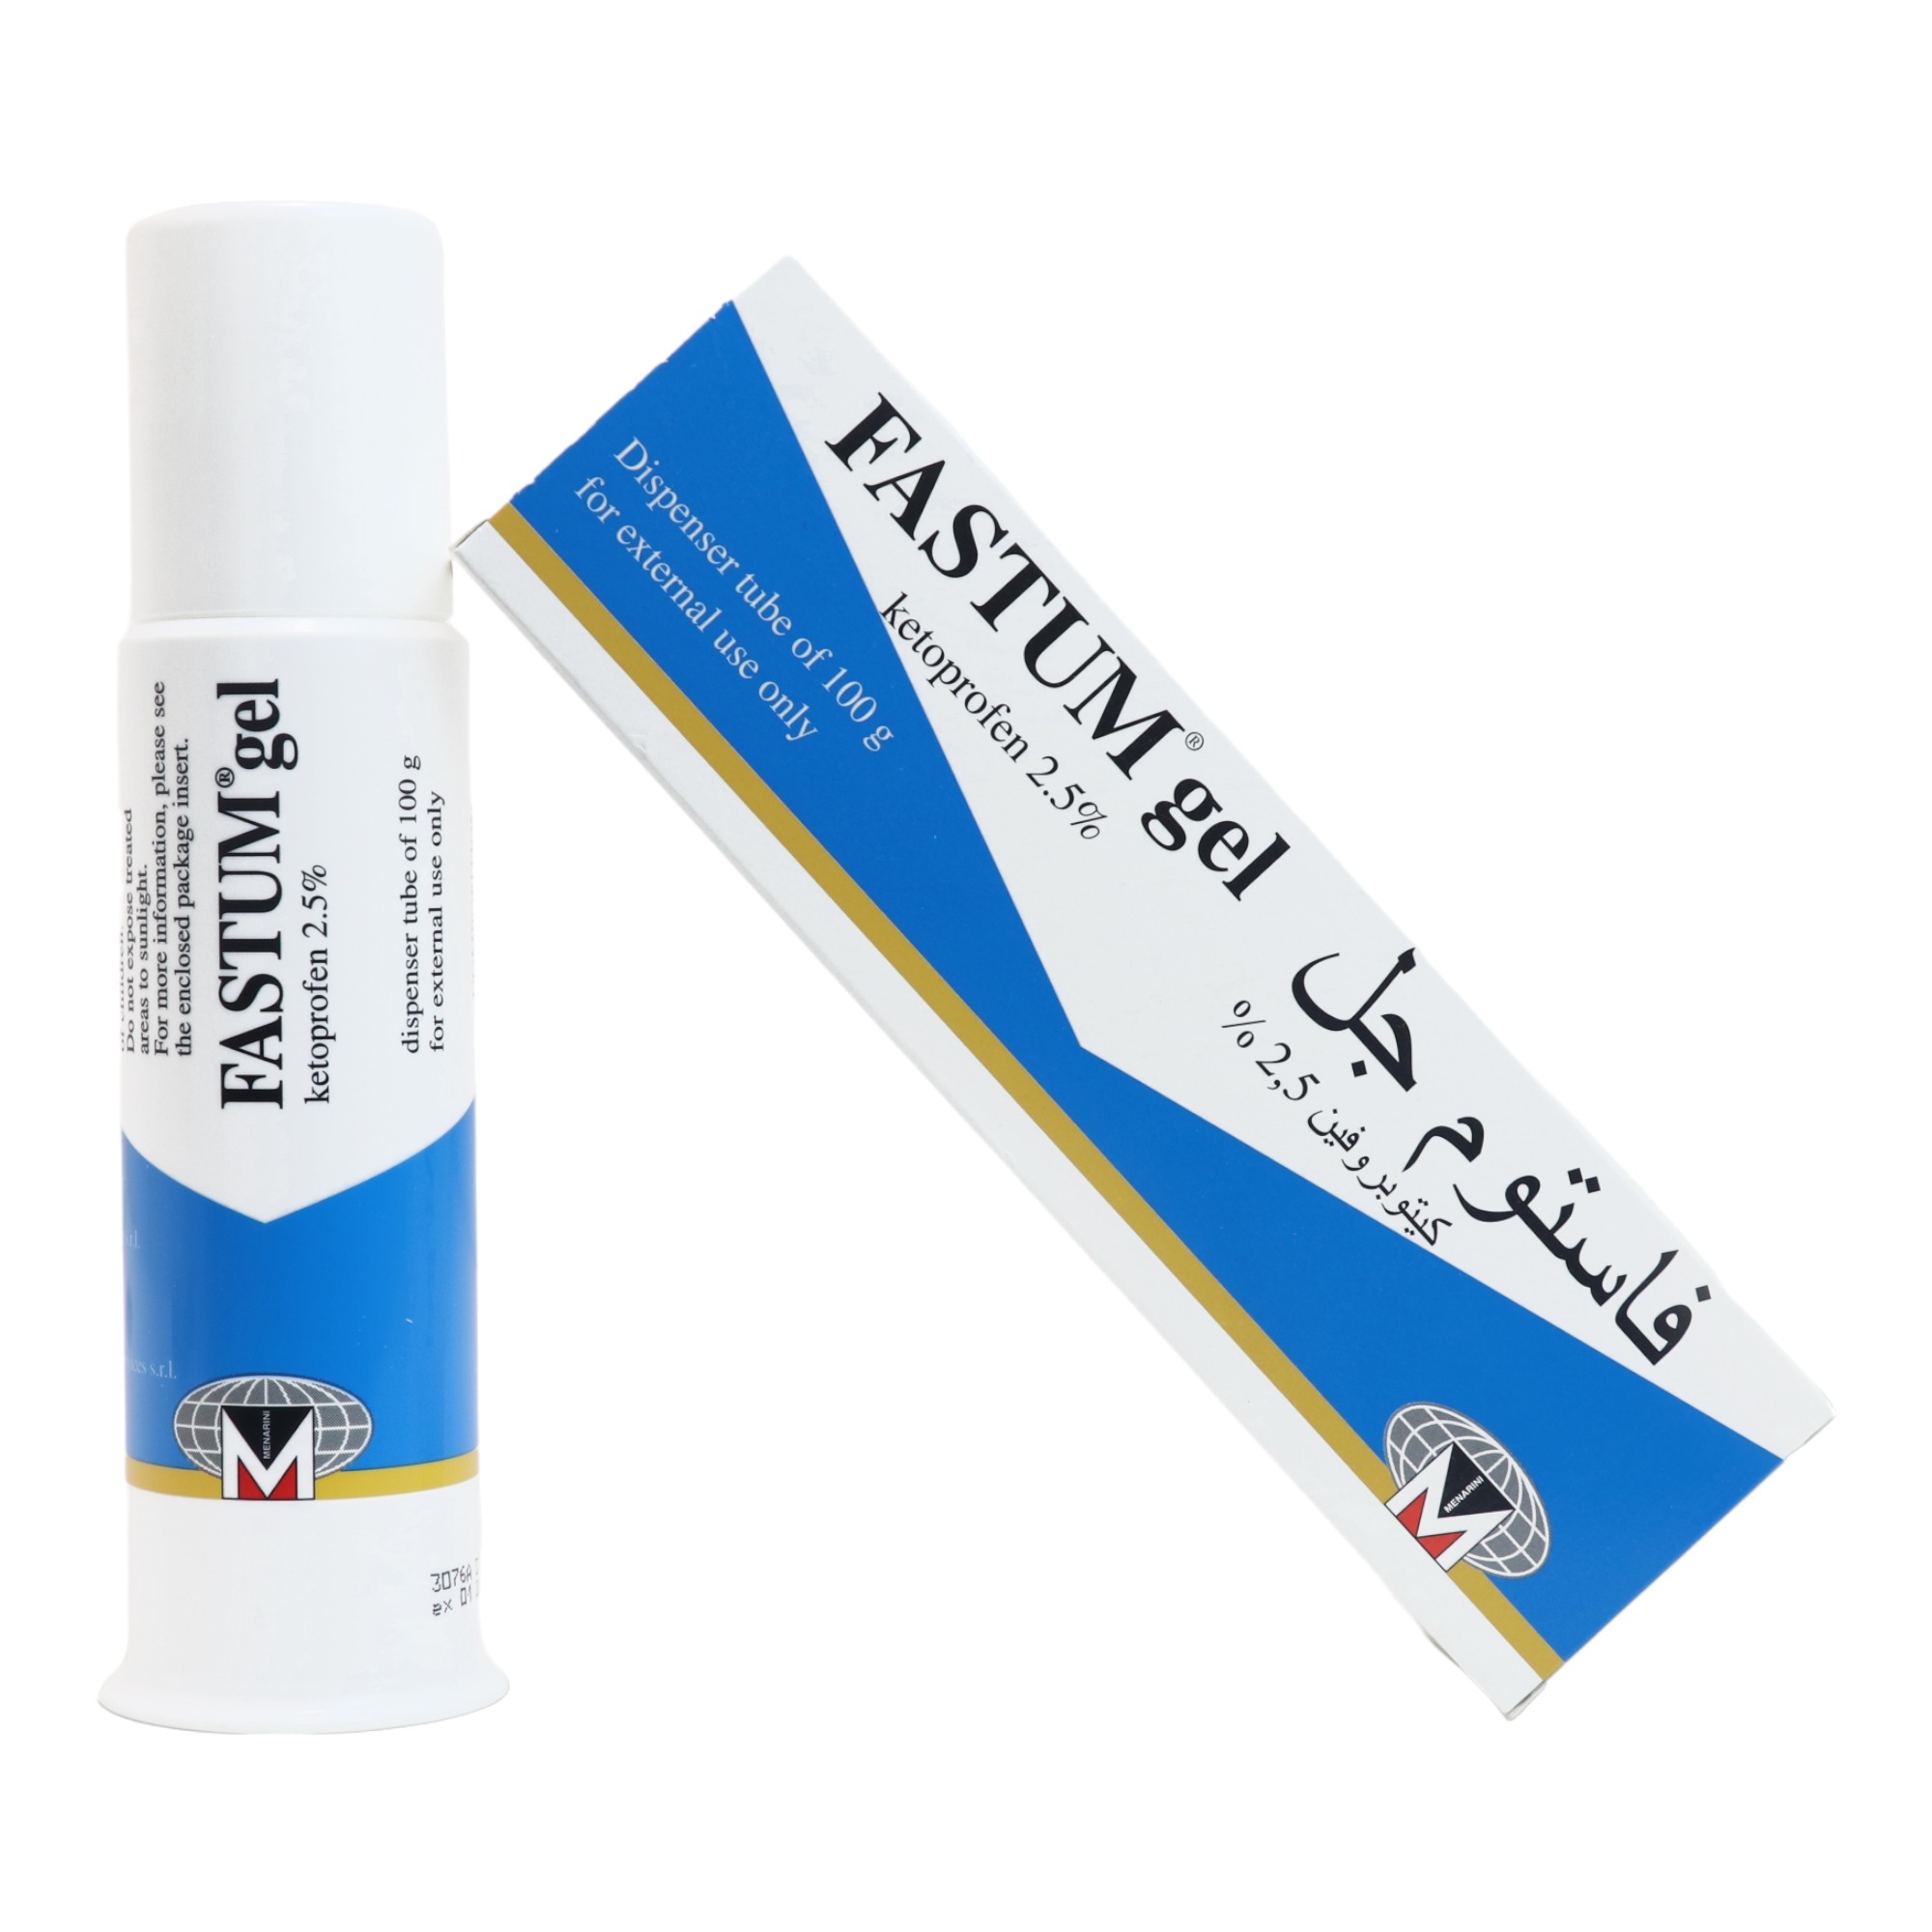 Do not expose treated
areas to sunlight.
For more information, please see
the enclosed package insert.
FASTUM® gel
ketoprofen 2.5%
dispenser tube of 100 g
for external use only
s.r.l.
MENARINI
3076A
ex 01
FASTUM® gel
ketoprofen 2.5%
Dispenser tube of 100 g
for external use only
فاستوم جل
كيتوبروفين 2,5 %
MENARINI